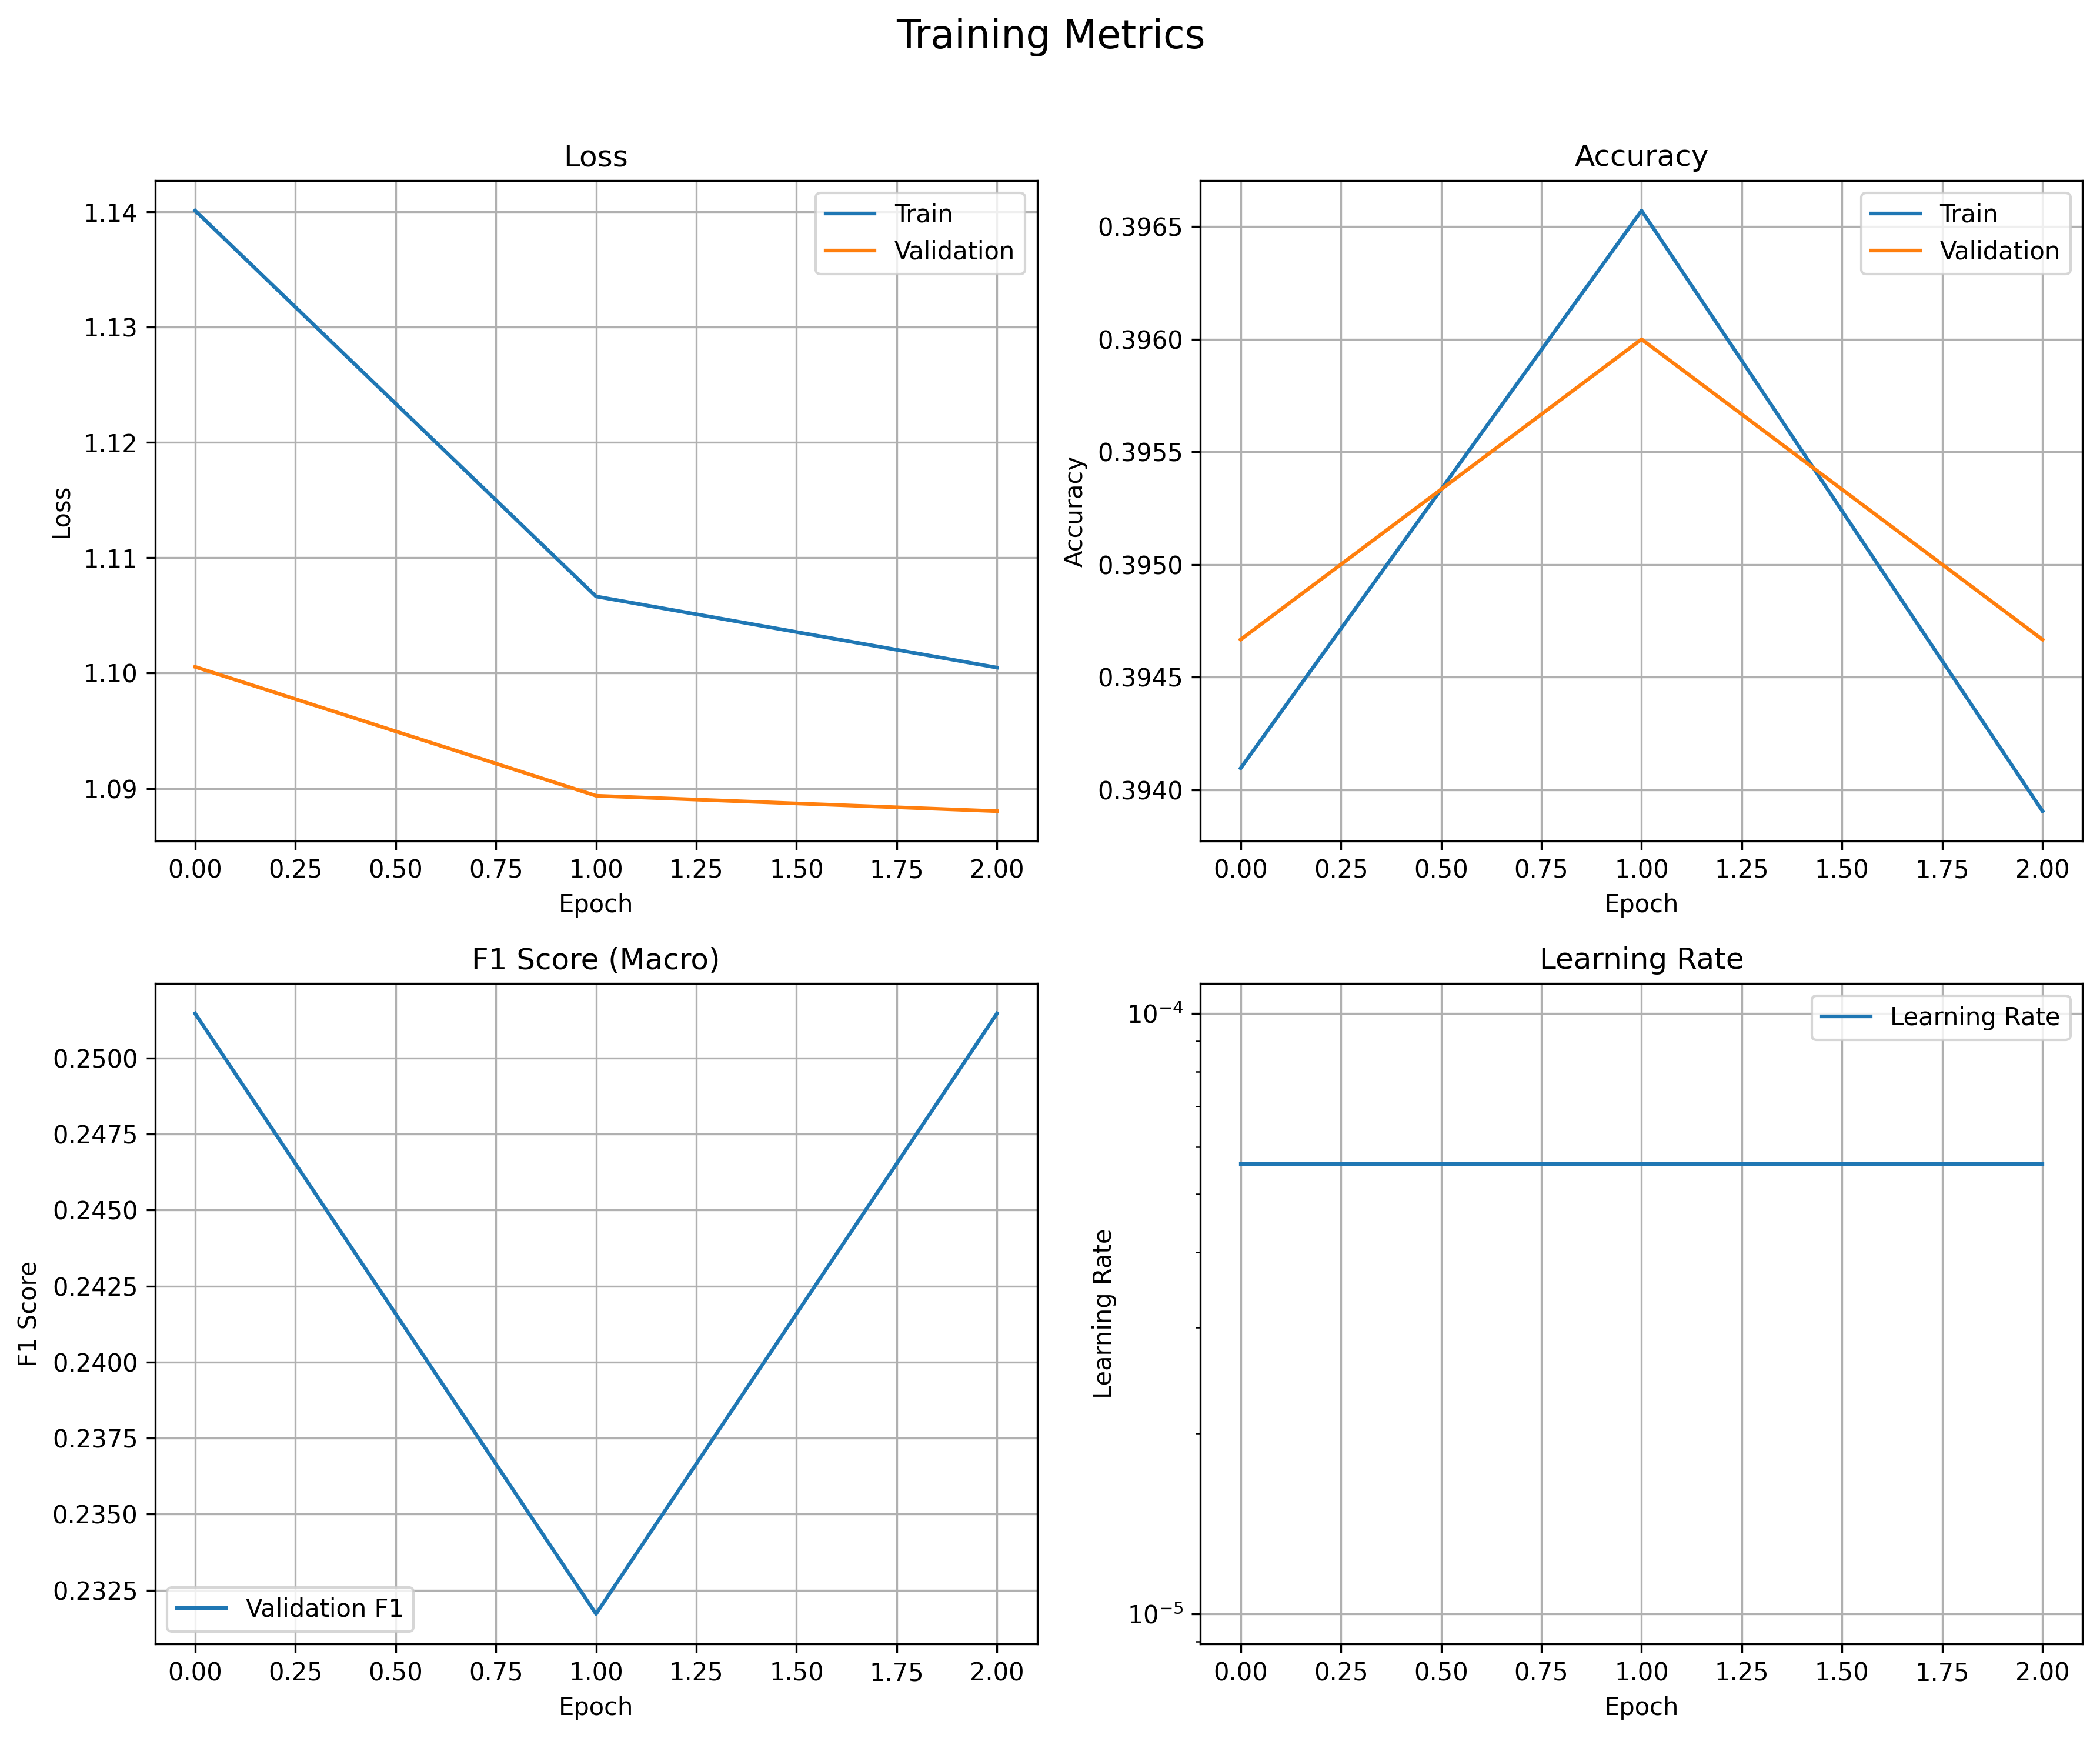 Training Metrics
Loss
1.14
1.13
1.12
1.11
1.10
1.09
Loss
Train
Validation
0.00 0.25 0.50 0.75 1.00 1.25 1.50 1.75 2.00
Epoch
Accuracy
0.3965
0.3960
0.3955
0.3950
0.3945
0.3940
Accuracy
Train
Validation
0.00 0.25 0.50 0.75 1.00 1.25 1.50 1.75 2.00
Epoch
F1 Score (Macro)
0.2500
0.2475
0.2450
0.2425
0.2400
0.2375
0.2350
0.2325
F1 Score
Validation F1
0.00 0.25 0.50 0.75 1.00 1.25 1.50 1.75 2.00
Epoch
Learning Rate
10⁻⁴
10⁻⁵
Learning Rate
Learning Rate
0.00 0.25 0.50 0.75 1.00 1.25 1.50 1.75 2.00
Epoch